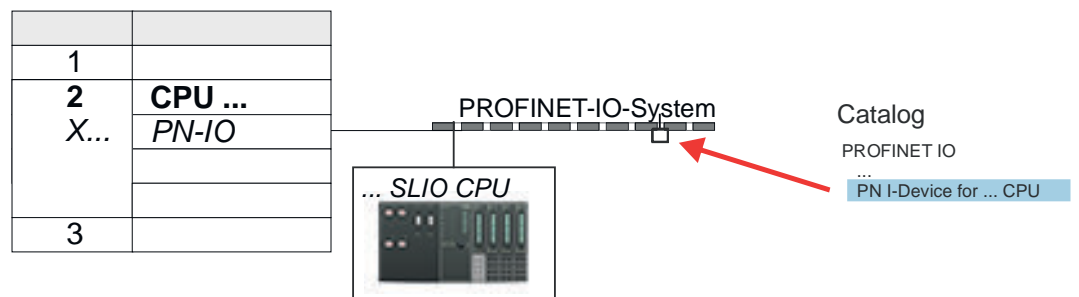 1
2 CPU ...
X... PN-IO
3
PROFINET-IO-System
... SLIO CPU
Catalog
PROFINET IO
...
PN I-Device for ... CPU